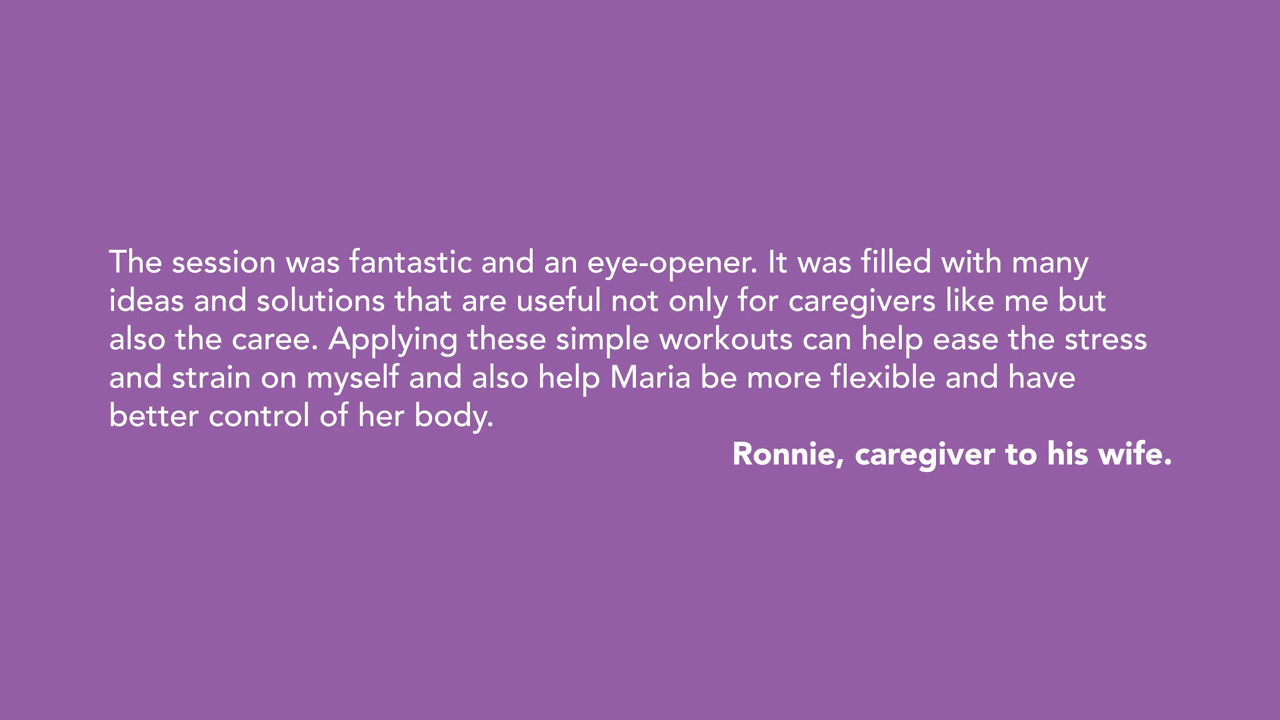 The session was fantastic and an eye-opener. It was filled with many
ideas and solutions that are useful not only for caregivers like me but
also the caree. Applying these simple workouts can help ease the stress
and strain on myself and also help Maria be more flexible and have
better control of her body.
Ronnie, caregiver to his wife.